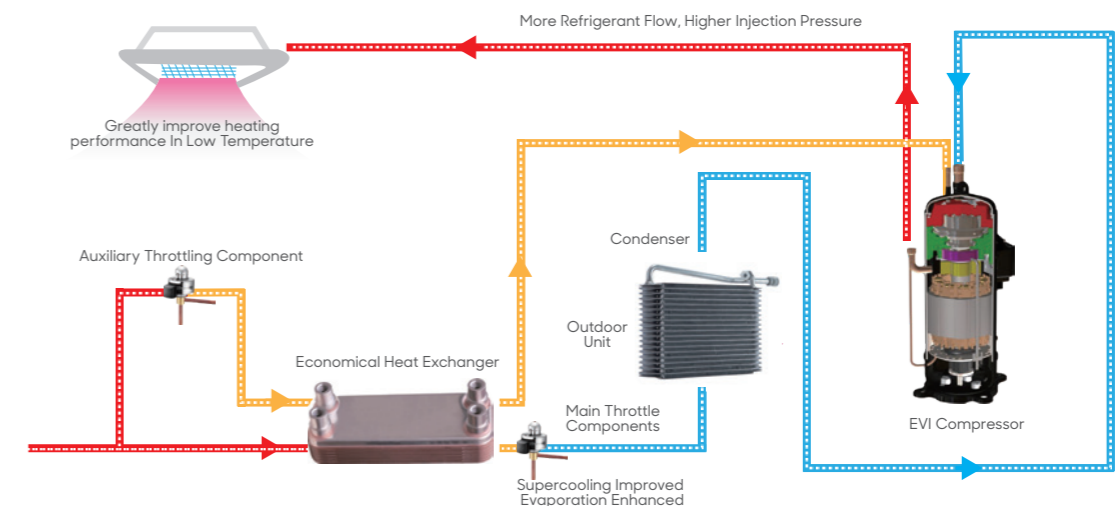 More Refrigerant Flow, Higher Injection Pressure
Greatly improve heating
performance In Low Temperature
Condenser
Auxiliary Throttling Component
Outdoor
Unit
Economical Heat Exchanger
Main Throttle
Components
EVI Compressor
Supercooling Improved
Evaporation Enhanced